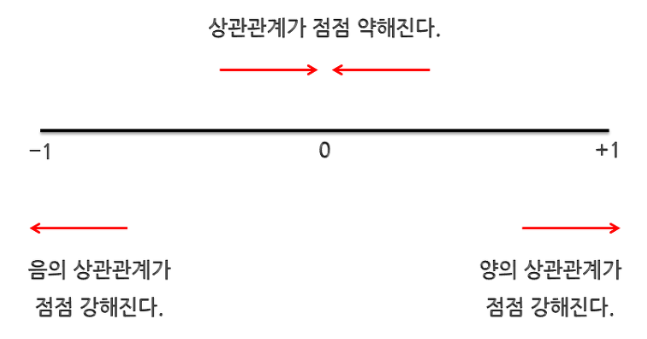 상관관계가 점점 약해진다.
−1
0
+1
음의 상관관계가
점점 강해진다.
양의 상관관계가
점점 강해진다.